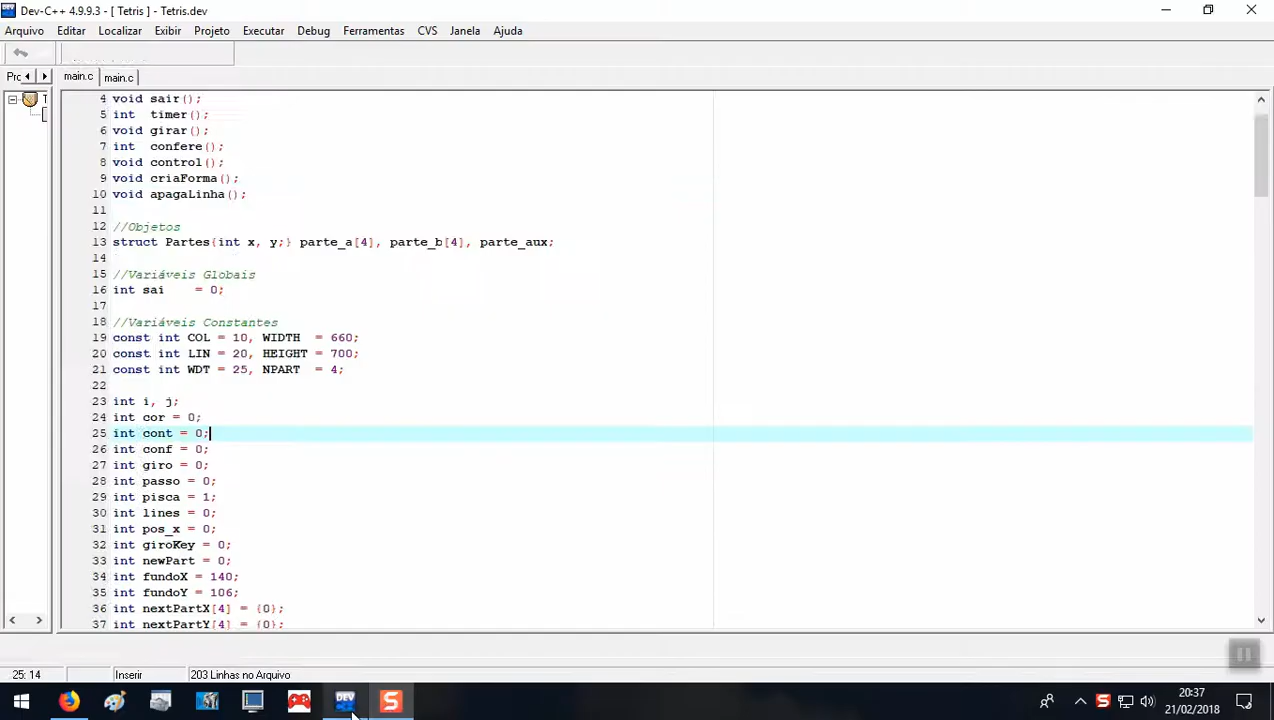 Dev-C++ 4.9.9.3 - [ Tetris ] - Tetris.dev
Arquivo Editar Localizar Exibir Projeto Executar Debug Ferramentas CVS Janela Ajuda
Prc main.c main.c
4 void sair();
5 int timer();
6 void girar();
7 int confere();
8 void control();
9 void criaForma();
10 void apagaLinha();
11
12 //Objetos
13 struct Partes{int x, y;} parte_a[4], parte_b[4], parte_aux;
14
15 //Variáveis Globais
16 int sai = 0;
17
18 //Variáveis Constantes
19 const int COL = 10, WIDTH = 660;
20 const int LIN = 20, HEIGHT = 700;
21 const int WDT = 25, NPART = 4;
22
23 int i, j;
24 int cor = 0;
25 int cont = 0;
26 int conf = 0;
27 int giro = 0;
28 int passo = 0;
29 int pisca = 1;
30 int lines = 0;
31 int pos_x = 0;
32 int giroKey = 0;
33 int newPart = 0;
34 int fundoX = 140;
35 int fundoY = 106;
36 int nextPartX[4] = {0};
37 int nextPartY[4] = {0};
25: 14 Inserir 203 Linhas no Arquivo
DEV S S 20:37
21/02/2018